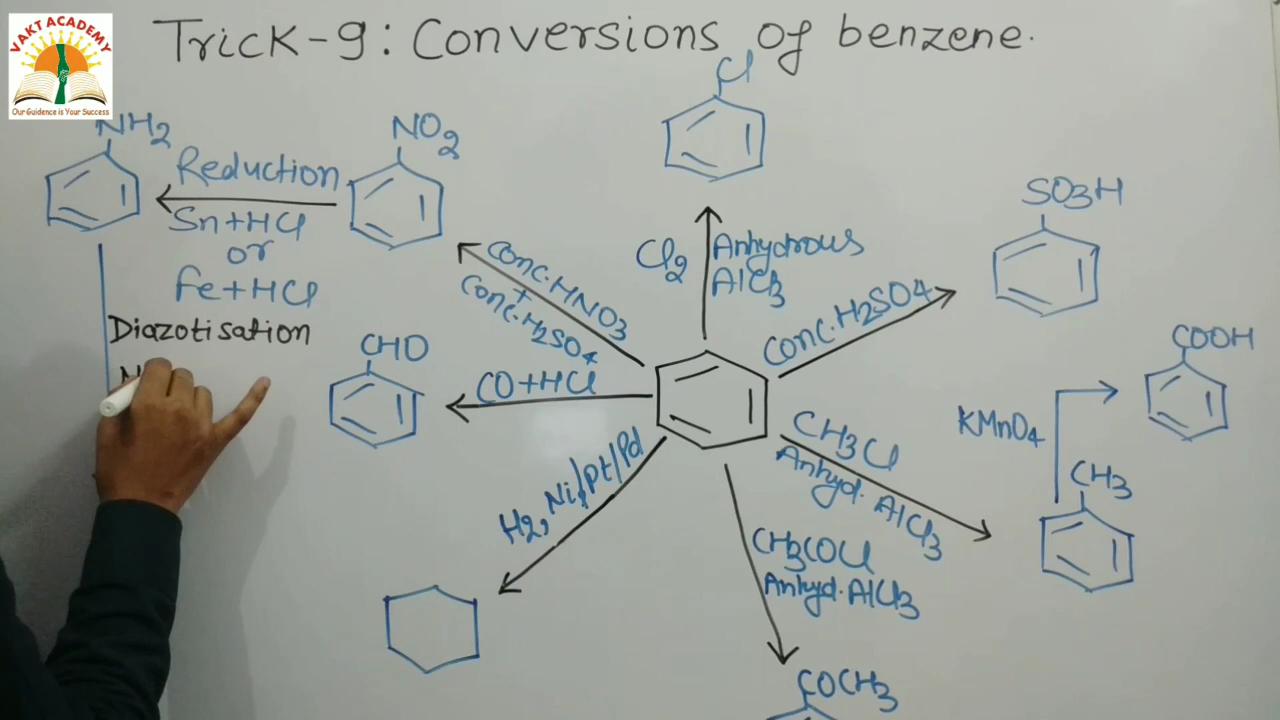 VAKT ACADEMY
Our Guidence is Your Success
Trick-9: Conversions of benzene.
Cl
NH2
Reduction
Sn+HCl
or
Fe+HCl
NO2
Conc.HNO3
+
Conc.H2SO4
Cl2
Anhydrous
AlCl3
Conc.H2SO4
SO3H
Diazotisation
N
CHO
CO+HCl
CH3Cl
Anhyd. AlCl3
KMnO4
COOH
CH3
H2, Ni/Pt/Pd
CH3COCl
Anhyd.AlCl3
COCH3